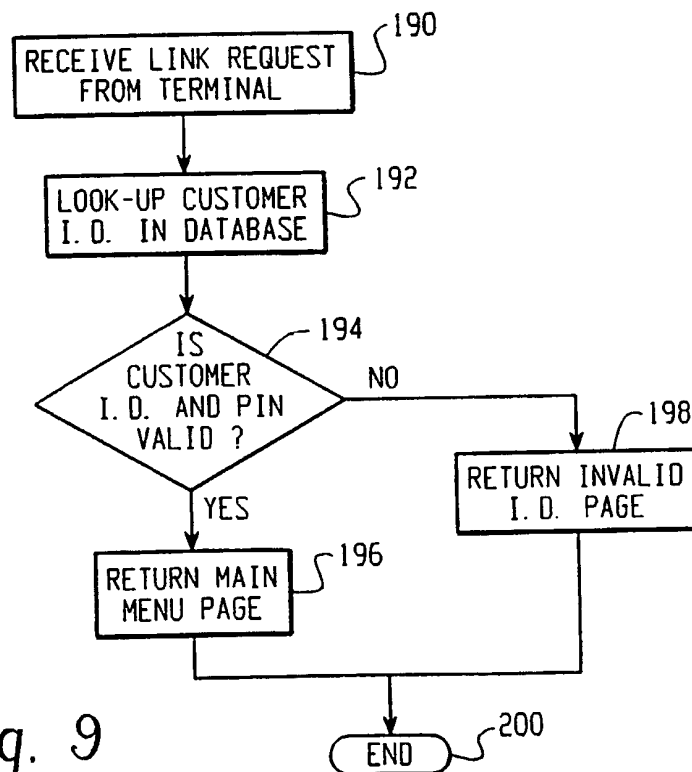 190
RECEIVE LINK REQUEST
FROM TERMINAL
192
LOOK-UP CUSTOMER
I. D. IN DATABASE
194
IS
CUSTOMER
I. D. AND PIN
VALID ?
NO
YES
198
RETURN INVALID
I. D. PAGE
196
RETURN MAIN
MENU PAGE
200
END
g. 9